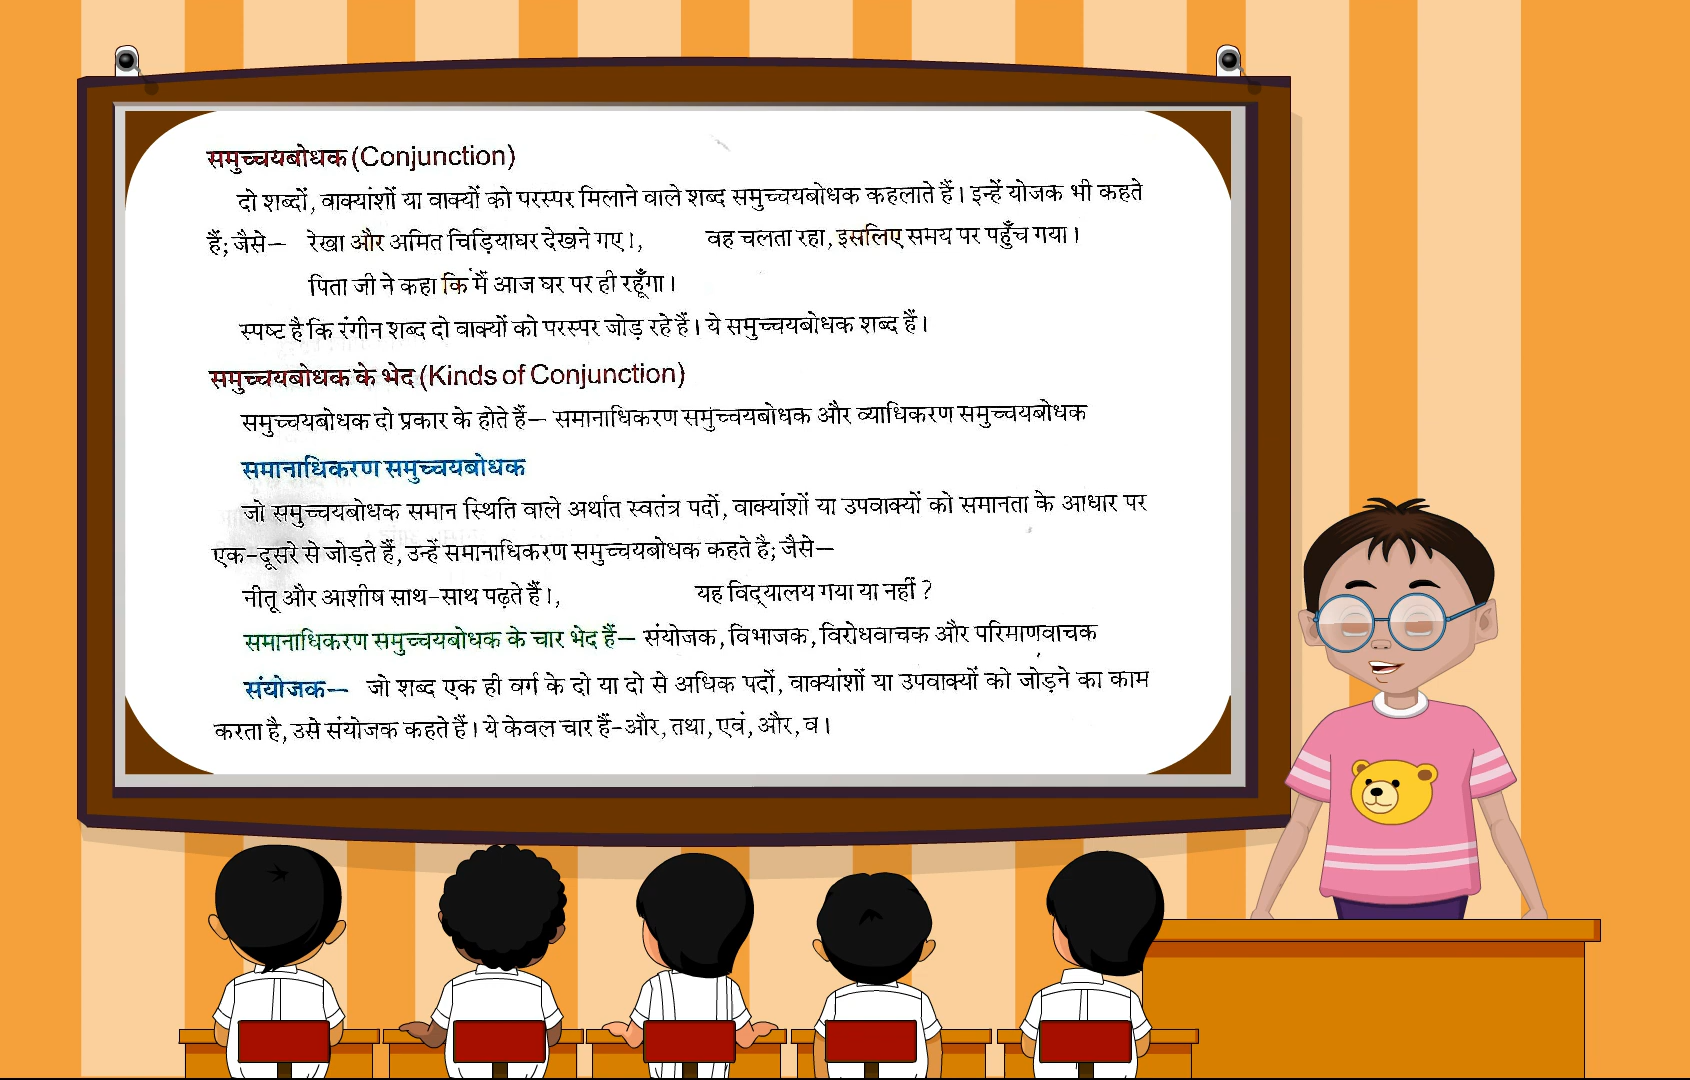 समुच्चयबोधक (Conjunction)
दो शब्दों, वाक्यांशों या वाक्यों को परस्पर मिलाने वाले शब्द समुच्चयबोधक कहलाते हैं। इन्हें योजक भी कहते
हैं; जैसे— रेखा और अमित चिड़ियाघर देखने गए।, वह चलता रहा, इसलिए समय पर पहुँच गया।
पिता जी ने कहा कि मैं आज घर पर ही रहूँगा।
स्पष्ट है कि रंगीन शब्द दो वाक्यों को परस्पर जोड़ रहे हैं। ये समुच्चयबोधक शब्द हैं।
समुच्चयबोधक के भेद (Kinds of Conjunction)
समुच्चयबोधक दो प्रकार के होते हैं— समानाधिकरण समुच्चयबोधक और व्याधिकरण समुच्चयबोधक
समानाधिकरण समुच्चयबोधक
जो समुच्चयबोधक समान स्थिति वाले अर्थात स्वतंत्र पदों, वाक्यांशों या उपवाक्यों को समानता के आधार पर
एक-दूसरे से जोड़ते हैं, उन्हें समानाधिकरण समुच्चयबोधक कहते है; जैसे—
नीतू और आशीष साथ-साथ पढ़ते हैं।, यह विद्यालय गया या नहीं ?
समानाधिकरण समुच्चयबोधक के चार भेद हैं— संयोजक, विभाजक, विरोधवाचक और परिमाणवाचक
संयोजक— जो शब्द एक ही वर्ग के दो या दो से अधिक पदों, वाक्यांशों या उपवाक्यों को जोड़ने का काम
करता है, उसे संयोजक कहते हैं। ये केवल चार हैं-और, तथा, एवं, और, व।